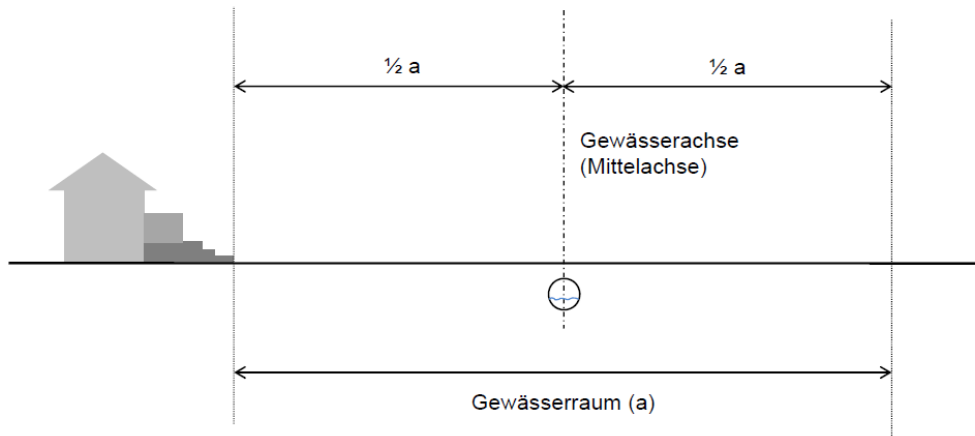 ½ a
½ a
Gewässerachse
(Mittelachse)
Gewässerraum (a)